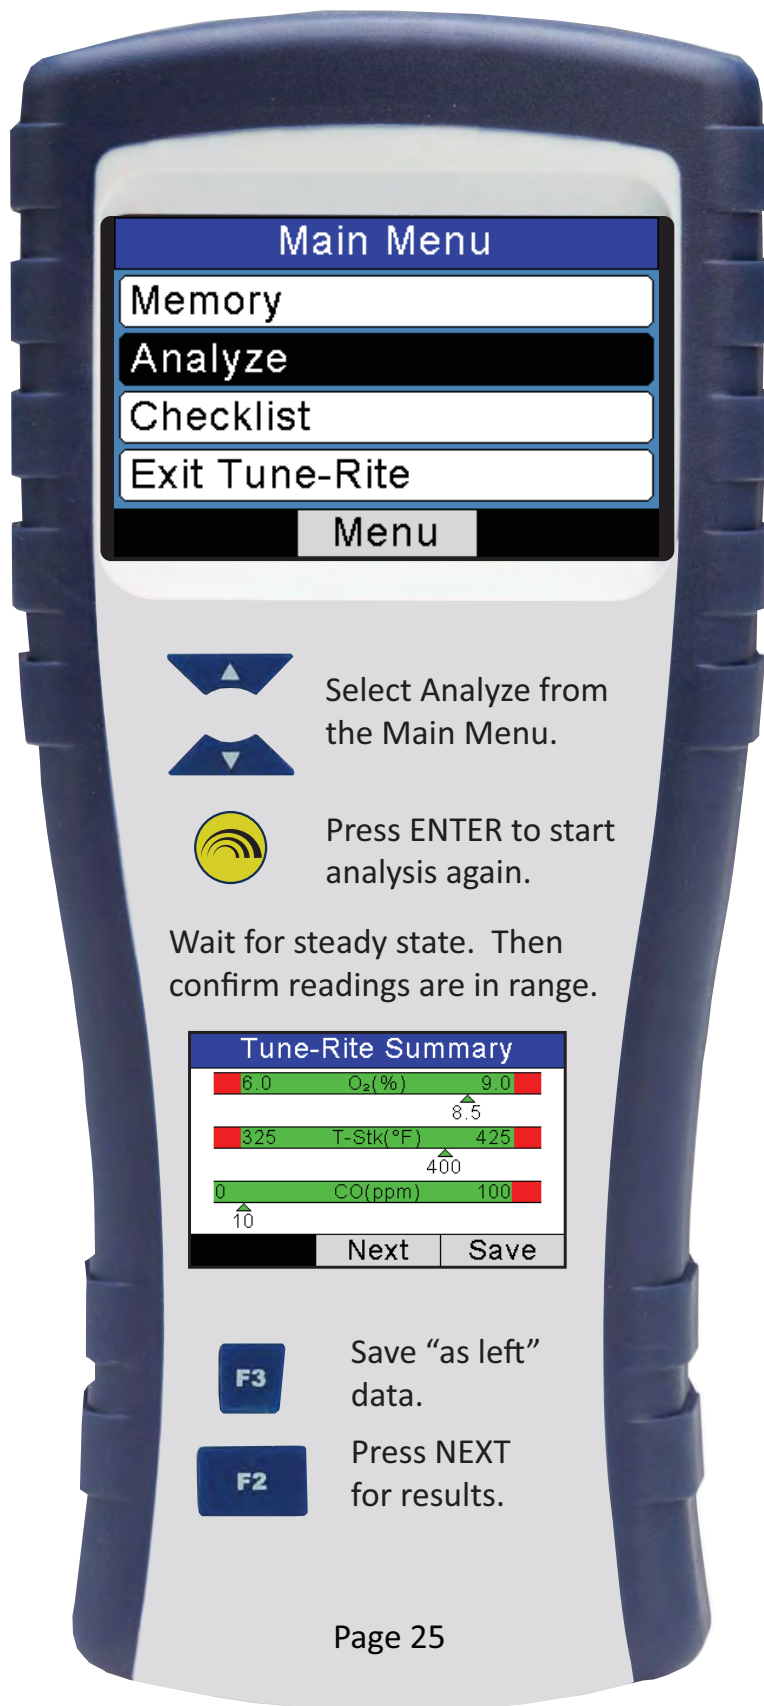 Main Menu
Memory
Analyze
Checklist
Exit Tune-Rite
Menu
Select Analyze from
the Main Menu.
Press ENTER to start
analysis again.
Wait for steady state. Then
confirm readings are in range.
Tune-Rite Summary
6.0 O₂(%) 9.0
8.5
325 T-Stk(°F) 425
400
0 CO(ppm) 100
10
Next Save
F3 Save “as left”
data.
Press NEXT
F2 for results.
Page 25